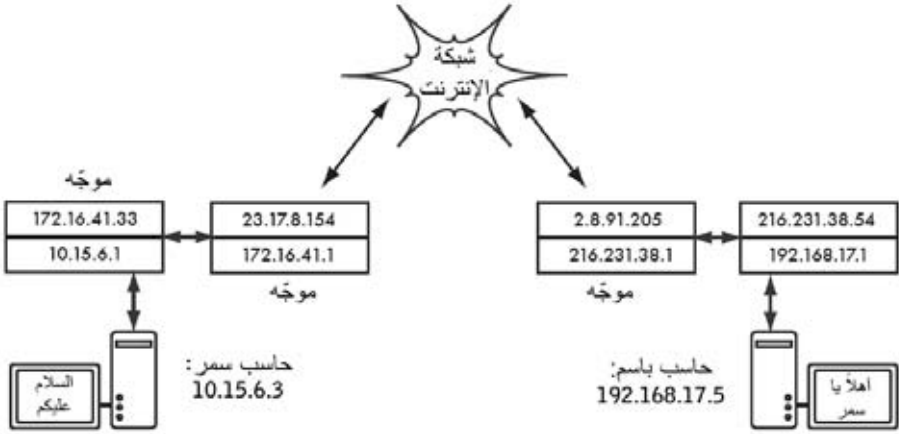 شبكة
الإنترنت
موجّه
172.16.41.33
10.15.6.1
23.17.8.154
172.16.41.1
موجّه
2.8.91.205
216.231.38.1
موجّه
216.231.38.54
192.168.17.1
السلام
عليكم
حاسب سمر:
10.15.6.3
حاسب باسم:
192.168.17.5
أهلاً يا
سمر